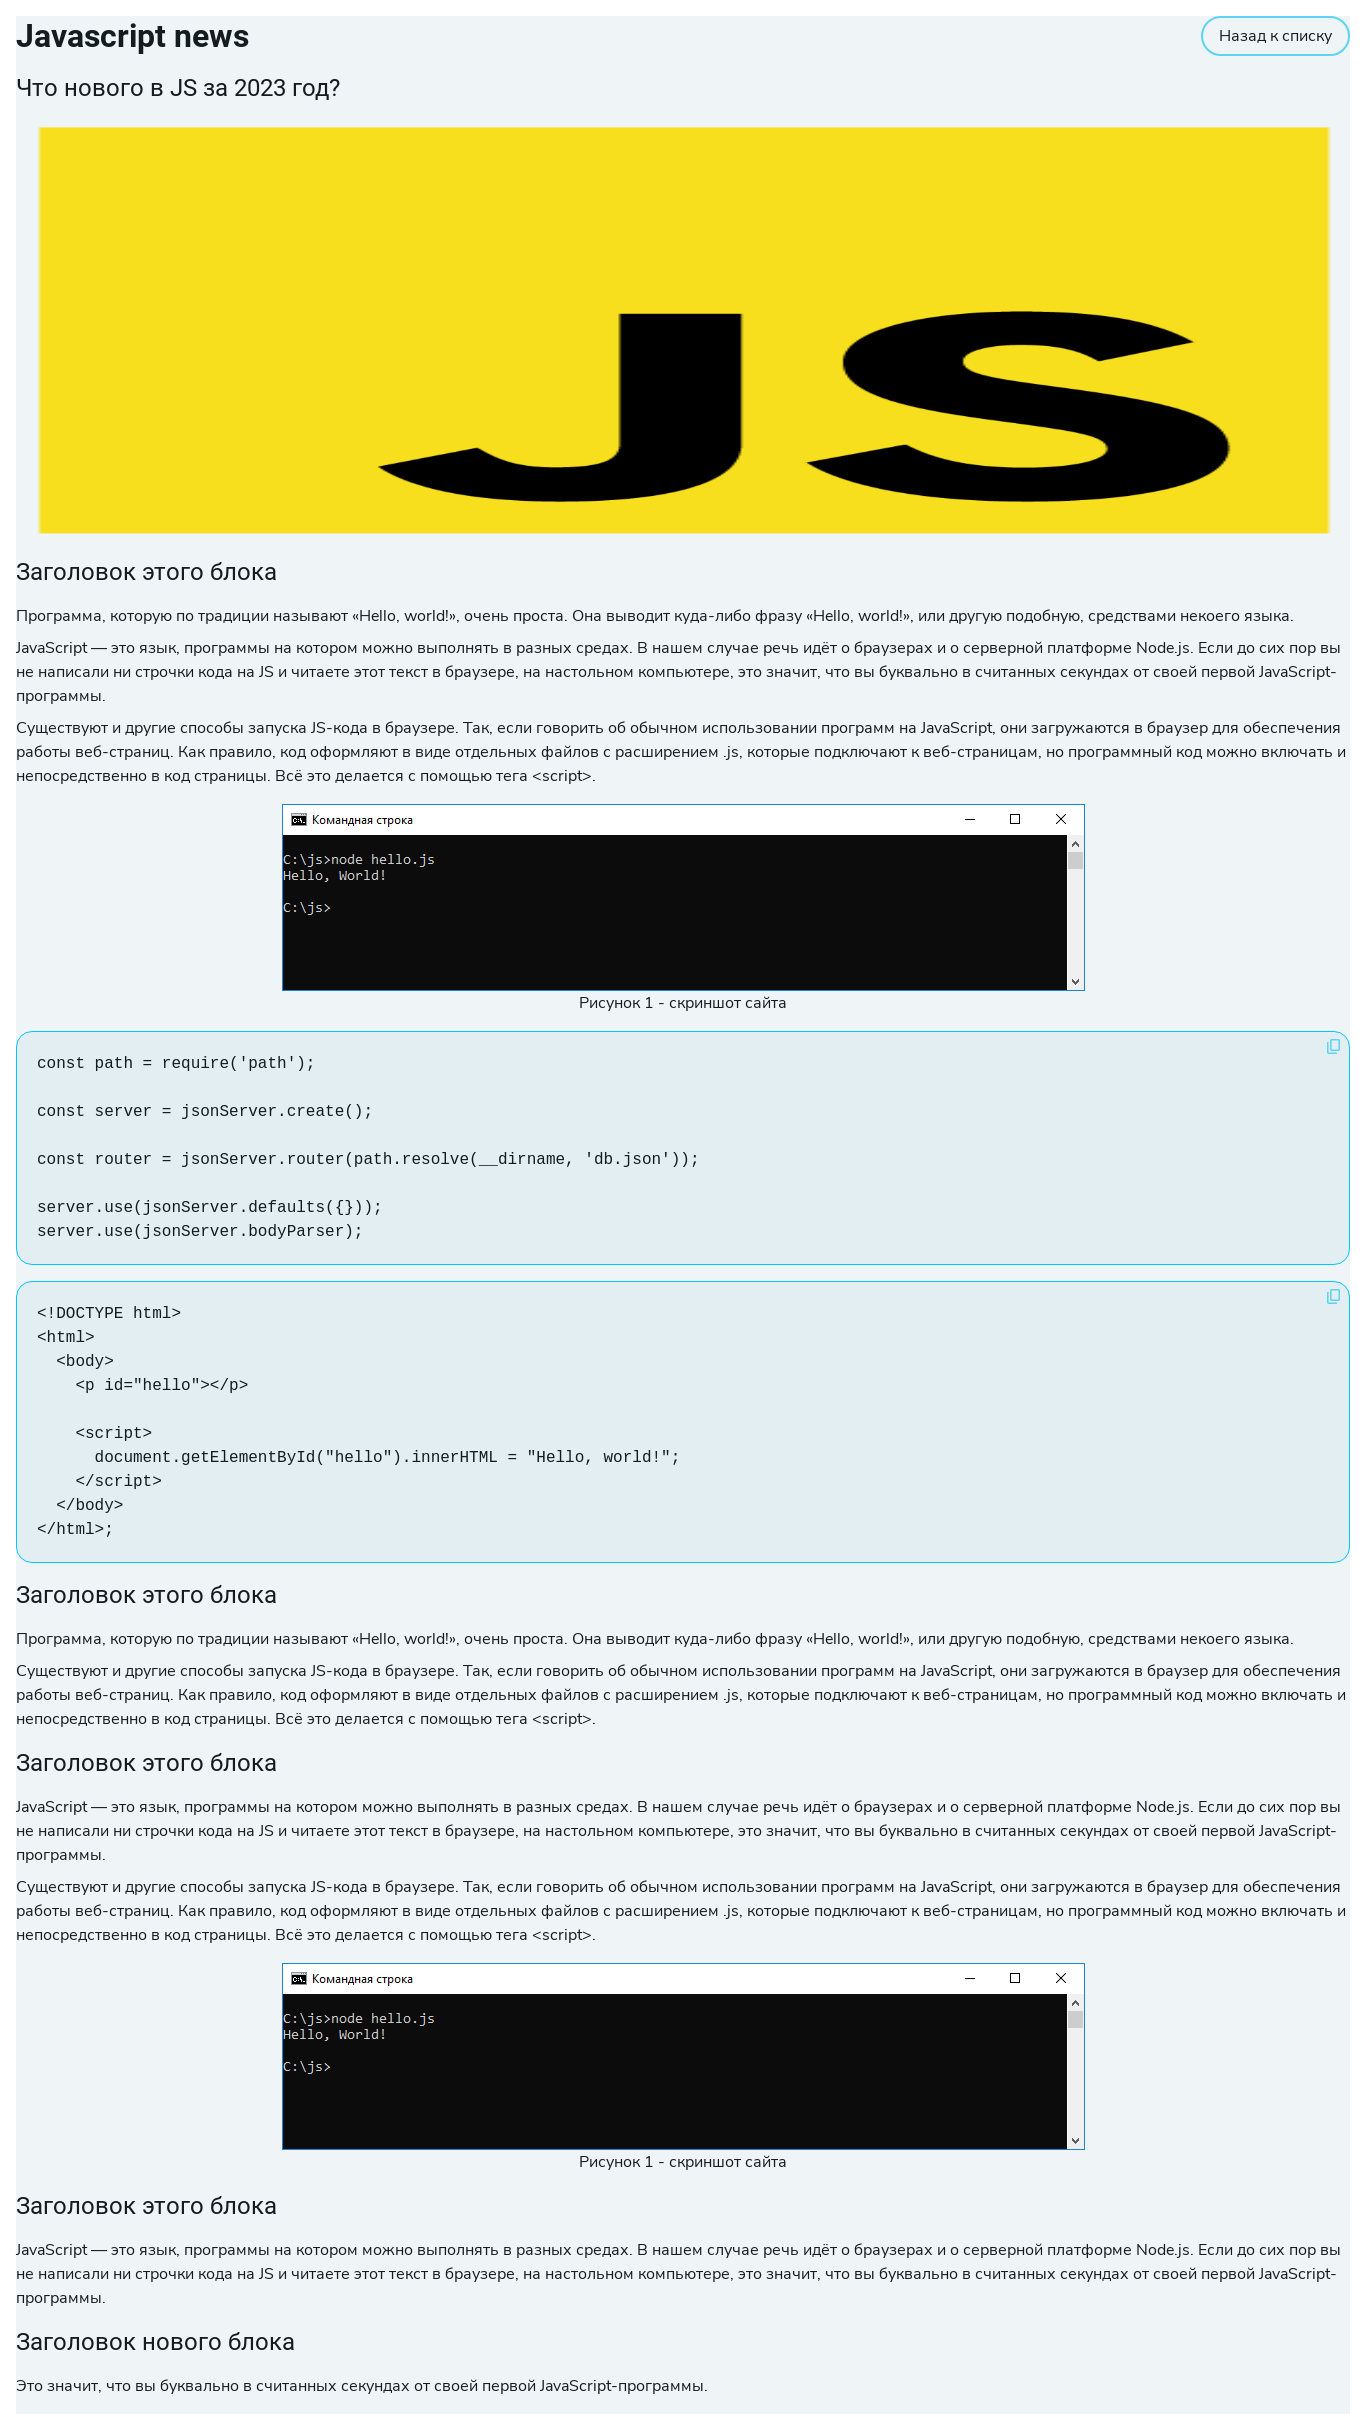 Javascript news
Назад к списку
Что нового в JS за 2023 год?
JS
Заголовок этого блока
Программа, которую по традиции называют «Hello, world!», очень проста. Она выводит куда-либо фразу «Hello, world!», или другую подобную, средствами некоего языка.
JavaScript — это язык, программы на котором можно выполнять в разных средах. В нашем случае речь идёт о браузерах и о серверной платформе Node.js. Если до сих пор вы
не написали ни строчки кода на JS и читаете этот текст в браузере, на настольном компьютере, это значит, что вы буквально в считанных секундах от своей первой JavaScript-
программы.
Существуют и другие способы запуска JS-кода в браузере. Так, если говорить об обычном использовании программ на JavaScript, они загружаются в браузер для обеспечения
работы веб-страниц. Как правило, код оформляют в виде отдельных файлов с расширением .js, которые подключают к веб-страницам, но программный код можно включать и
непосредственно в код страницы. Всё это делается с помощью тега <script>.
Командная строка
C:\js>node hello.js
Hello, World!
C:\js>
Рисунок 1 - скриншот сайта
const path = require('path');
const server = jsonServer.create();
const router = jsonServer.router(path.resolve(__dirname, 'db.json'));
server.use(jsonServer.defaults({}));
server.use(jsonServer.bodyParser);
<!DOCTYPE html>
<html>
  <body>
    <p id="hello"></p>
    <script>
      document.getElementById("hello").innerHTML = "Hello, world!";
    </script>
  </body>
</html>;
Заголовок этого блока
Программа, которую по традиции называют «Hello, world!», очень проста. Она выводит куда-либо фразу «Hello, world!», или другую подобную, средствами некоего языка.
Существуют и другие способы запуска JS-кода в браузере. Так, если говорить об обычном использовании программ на JavaScript, они загружаются в браузер для обеспечения
работы веб-страниц. Как правило, код оформляют в виде отдельных файлов с расширением .js, которые подключают к веб-страницам, но программный код можно включать и
непосредственно в код страницы. Всё это делается с помощью тега <script>.
Заголовок этого блока
JavaScript — это язык, программы на котором можно выполнять в разных средах. В нашем случае речь идёт о браузерах и о серверной платформе Node.js. Если до сих пор вы
не написали ни строчки кода на JS и читаете этот текст в браузере, на настольном компьютере, это значит, что вы буквально в считанных секундах от своей первой JavaScript-
программы.
Существуют и другие способы запуска JS-кода в браузере. Так, если говорить об обычном использовании программ на JavaScript, они загружаются в браузер для обеспечения
работы веб-страниц. Как правило, код оформляют в виде отдельных файлов с расширением .js, которые подключают к веб-страницам, но программный код можно включать и
непосредственно в код страницы. Всё это делается с помощью тега <script>.
Командная строка
C:\js>node hello.js
Hello, World!
C:\js>
Рисунок 1 - скриншот сайта
Заголовок этого блока
JavaScript — это язык, программы на котором можно выполнять в разных средах. В нашем случае речь идёт о браузерах и о серверной платформе Node.js. Если до сих пор вы
не написали ни строчки кода на JS и читаете этот текст в браузере, на настольном компьютере, это значит, что вы буквально в считанных секундах от своей первой JavaScript-
программы.
Заголовок нового блока
Это значит, что вы буквально в считанных секундах от своей первой JavaScript-программы.